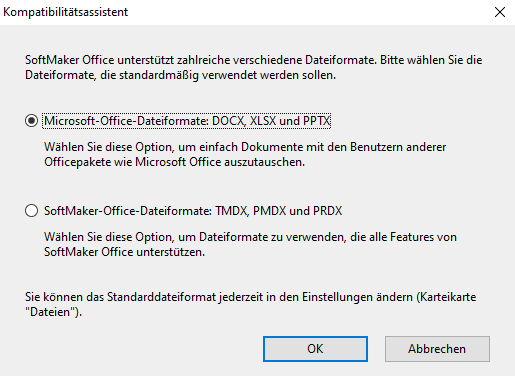 Kompatibilitätsassistent
SoftMaker Office unterstützt zahlreiche verschiedene Dateiformate. Bitte wählen Sie die
Dateiformate, die standardmäßig verwendet werden sollen.
Microsoft-Office-Dateiformate: DOCX, XLSX und PPTX
Wählen Sie diese Option, um einfach Dokumente mit den Benutzern anderer
Officepakete wie Microsoft Office auszutauschen.
SoftMaker-Office-Dateiformate: TMDX, PMDX und PRDX
Wählen Sie diese Option, um Dateiformate zu verwenden, die alle Features von
SoftMaker Office unterstützen.
Sie können das Standarddateiformat jederzeit in den Einstellungen ändern (Karteikarte
"Dateien").
OK
Abbrechen